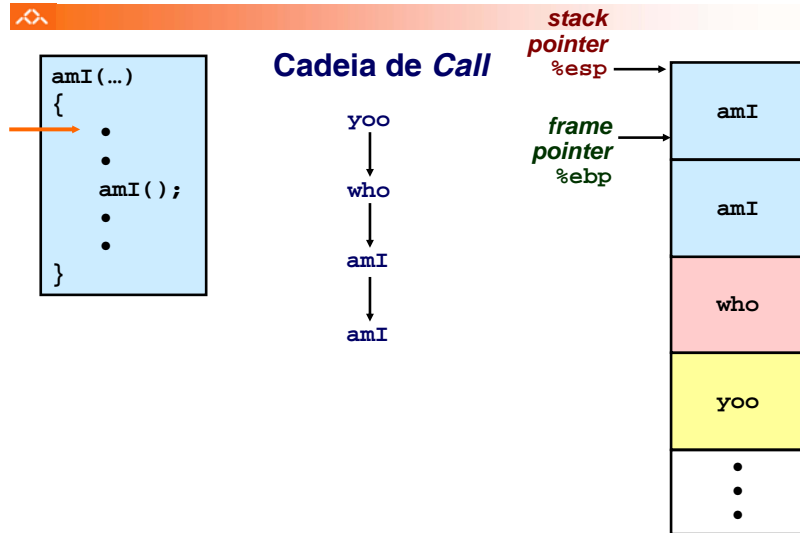 Cadeia de Call
amI(…)
{
•
•
amI();
•
•
}
yoo
who
amI
amI
stack
pointer
%esp
frame
pointer
%ebp
amI
amI
who
yoo
•
•
•